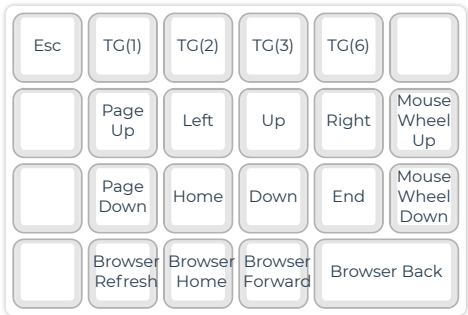 Esc
TG(1)
TG(2)
TG(3)
TG(6)
Page
Up
Left
Up
Right
Mouse
Wheel
Up
Page
Down
Home
Down
End
Mouse
Wheel
Down
Browser
Refresh
Browser
Home
Browser
Forward
Browser Back